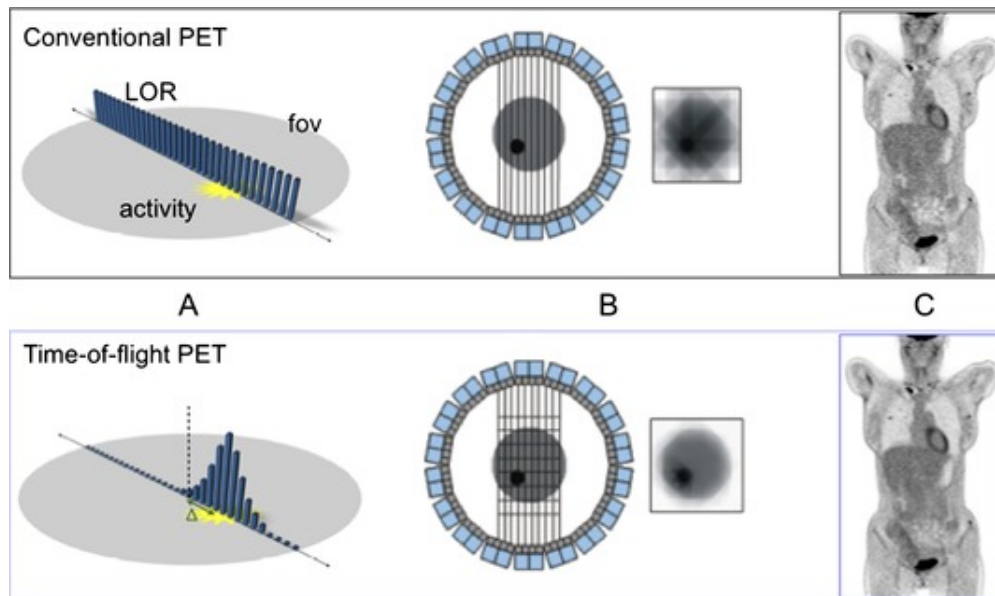 Conventional PET
LOR
fov
activity
A
B
C
Time-of-flight PET
Δ